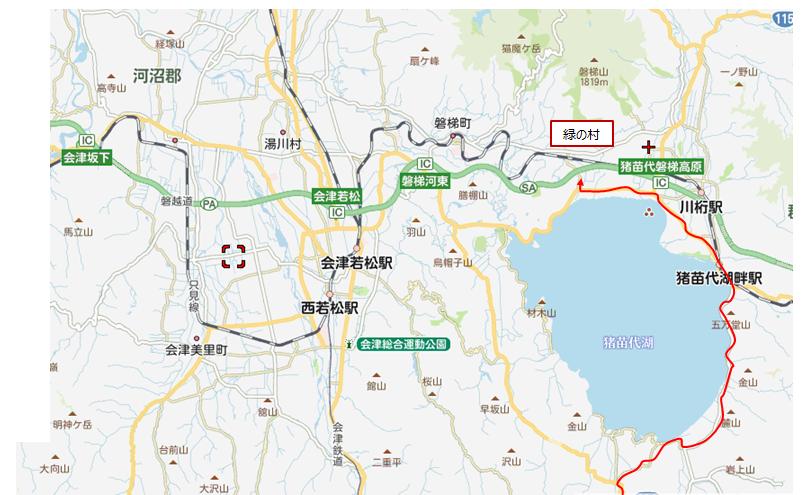 115
経塚山
猫魔ケ岳
扇ケ峰
磐梯山
1819m
一ノ野山
河沼郡
高寺山
磐梯町
緑の村
湯川村
IC
会津坂下
IC
磐梯河東
猪苗代磐梯高原
IC
SA
膳棚山
会津若松
IC
磐越道
PA
川桁駅
馬立山
羽山
会津若松駅
烏帽子山
猪苗代湖畔駅
只見線
西若松駅
材木山
五万堂山
猪苗代湖
会津美里町
会津総合運動公園
館山
桜山
金山
舘山
早坂山
金山
明神ケ岳
会津鉄道
台前山
二重平
沢山
大向山
大沢山
岩上山